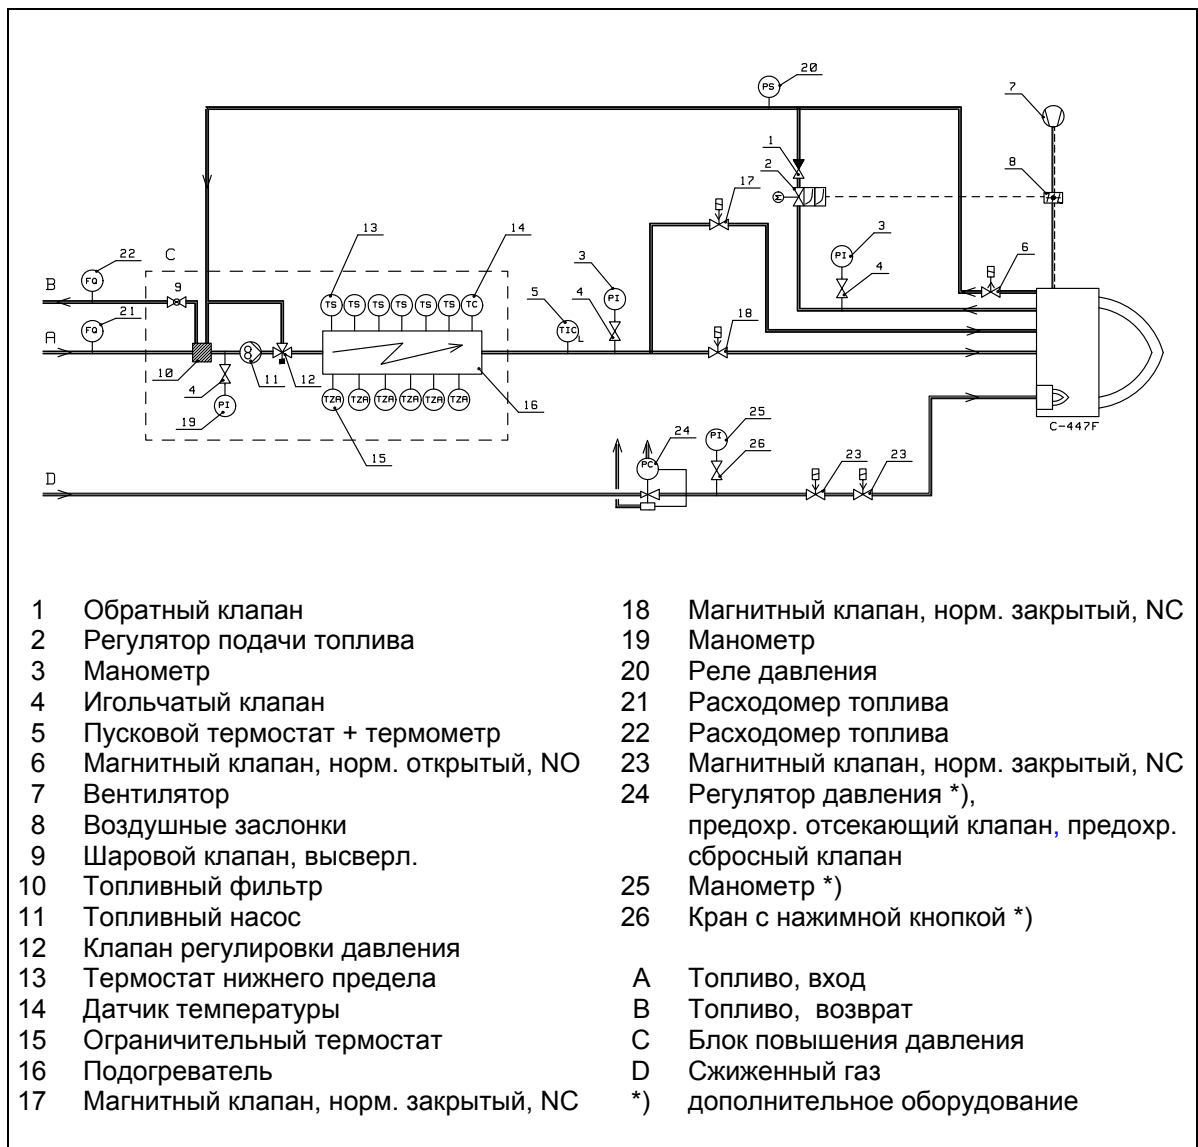 20
PS
7
1
2
17
8
3
6
M
13
14
3
PI
4
22
C
5
4
PI
B
FQ
9
TS TS TS TS TS TS TC
21
18
A
FQ
TIC
L
10
4
11
12
PI
19
TZA TZA TZA TZA TZA TZA
16
25
C-447F
15
24
PI
26
23
23
D
PC
1 Обратный клапан
2 Регулятор подачи топлива
3 Манометр
4 Игольчатый клапан
5 Пусковой термостат + термометр
6 Магнитный клапан, норм. открытый, NO
7 Вентилятор
8 Воздушные заслонки
9 Шаровой клапан, высверл.
10 Топливный фильтр
11 Топливный насос
12 Клапан регулировки давления
13 Термостат нижнего предела
14 Датчик температуры
15 Ограничительный термостат
16 Подогреватель
17 Магнитный клапан, норм. закрытый, NC
18 Магнитный клапан, норм. закрытый, NC
19 Манометр
20 Реле давления
21 Расходомер топлива
22 Расходомер топлива
23 Магнитный клапан, норм. закрытый, NC
24 Регулятор давления *),
предохр. отсекающий клапан, предохр.
сбросный клапан
25 Манометр *)
26 Кран с нажимной кнопкой *)
A Топливо, вход
B Топливо, возврат
C Блок повышения давления
D Сжиженный газ
*) дополнительное оборудование